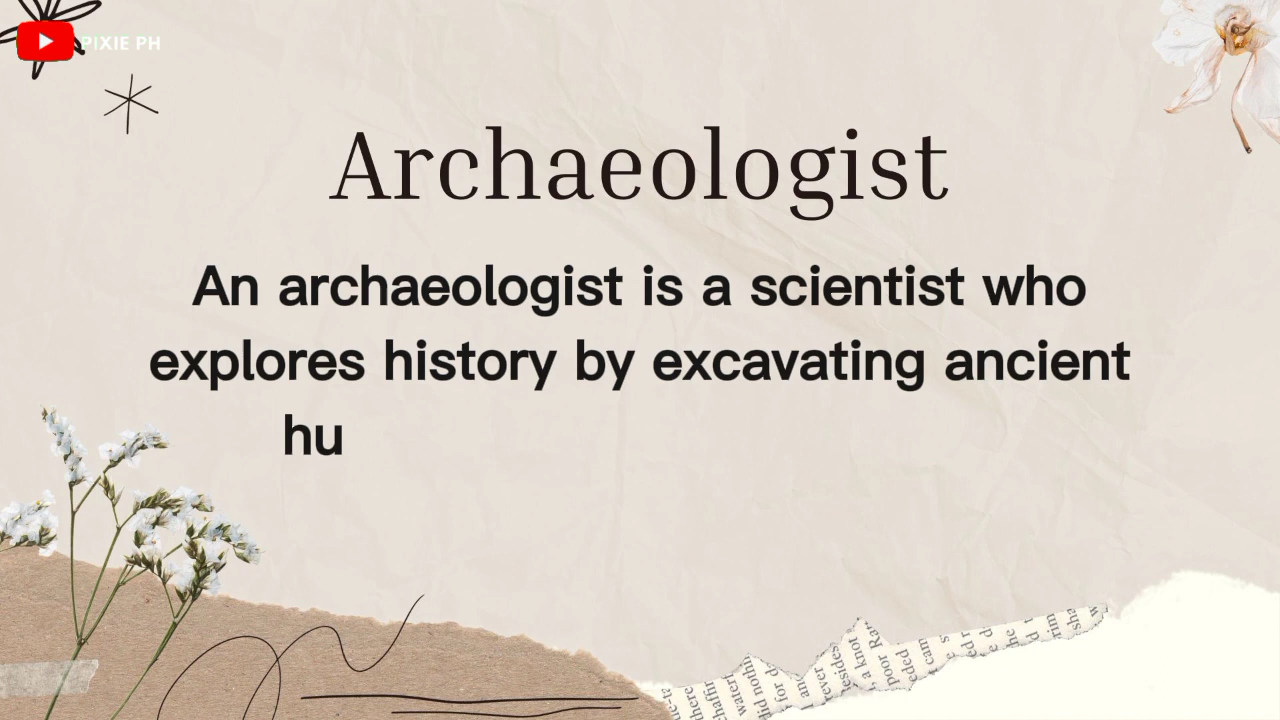 PIXIE PH
Archaeologist
An archaeologist is a scientist who
explores history by excavating ancient
hu